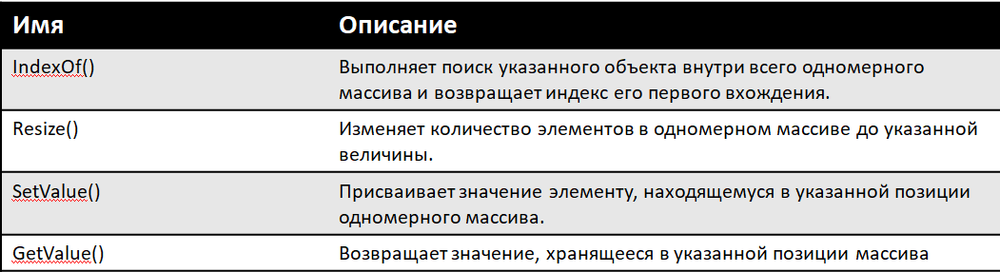 Имя Описание
IndexOf() Выполняет поиск указанного объекта внутри всего одномерного
массива и возвращает индекс его первого вхождения.
Resize() Изменяет количество элементов в одномерном массиве до указанной
величины.
SetValue() Присваивает значение элементу, находящемуся в указанной позиции
одномерного массива.
GetValue() Возвращает значение, хранящееся в указанной позиции массива